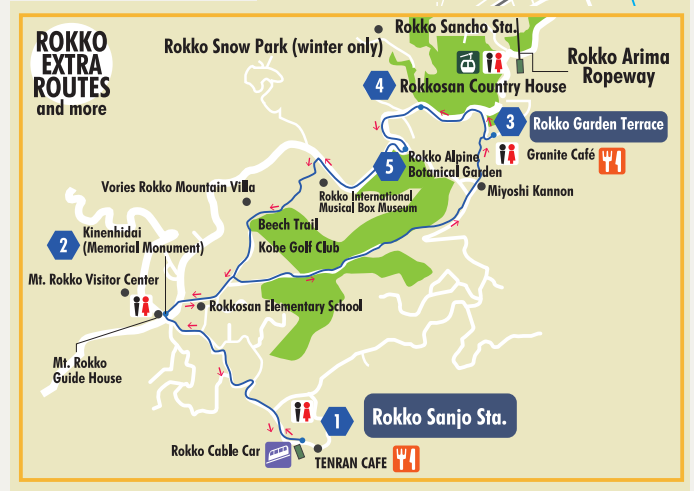 ROKKO
EXTRA
ROUTES
and more
Rokko Snow Park (winter only)
Rokko Sancho Sta.
Rokko Arima
Ropeway
4
Rokkosan Country House
3
Rokko Garden Terrace
Granite Café
5
Rokko Alpine
Botanical Garden
Miyoshi Kannon
Rokko International
Musical Box Museum
Vories Rokko Mountain Villa
Beech Trail
Kobe Golf Club
2
Kinenhidai
(Memorial Monument)
Mt. Rokko Visitor Center
Rokkosan Elementary School
Mt. Rokko
Guide House
1
Rokko Sanjo Sta.
Rokko Cable Car
TENRAN CAFE